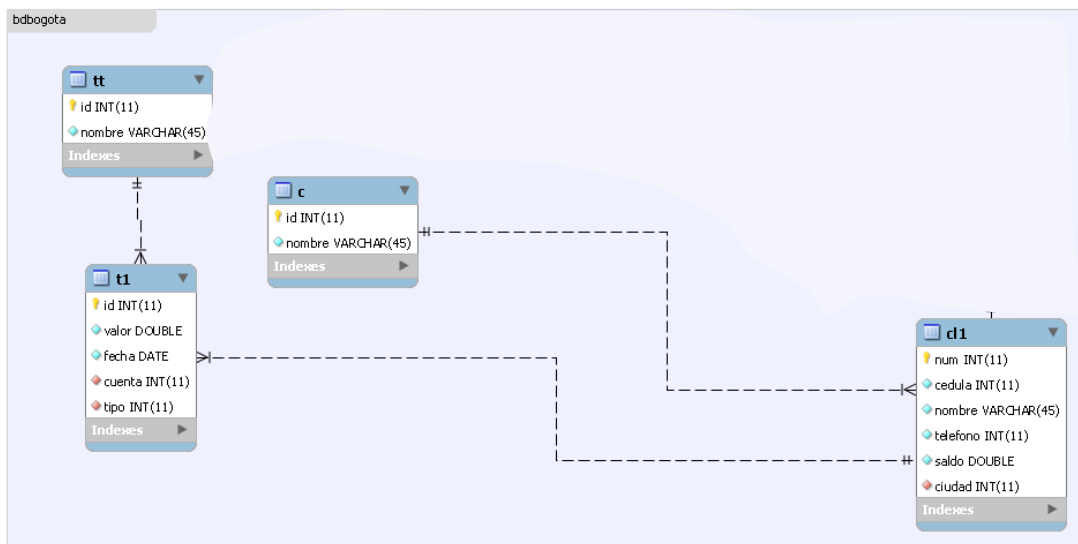 bdbogota
tt
id INT(11)
nombre VARCHAR(45)
Indexes
c
id INT(11)
nombre VARCHAR(45)
Indexes
t1
id INT(11)
valor DOUBLE
fecha DATE
cuenta INT(11)
tipo INT(11)
Indexes
cl1
num INT(11)
cedula INT(11)
nombre VARCHAR(45)
telefono INT(11)
saldo DOUBLE
ciudad INT(11)
Indexes